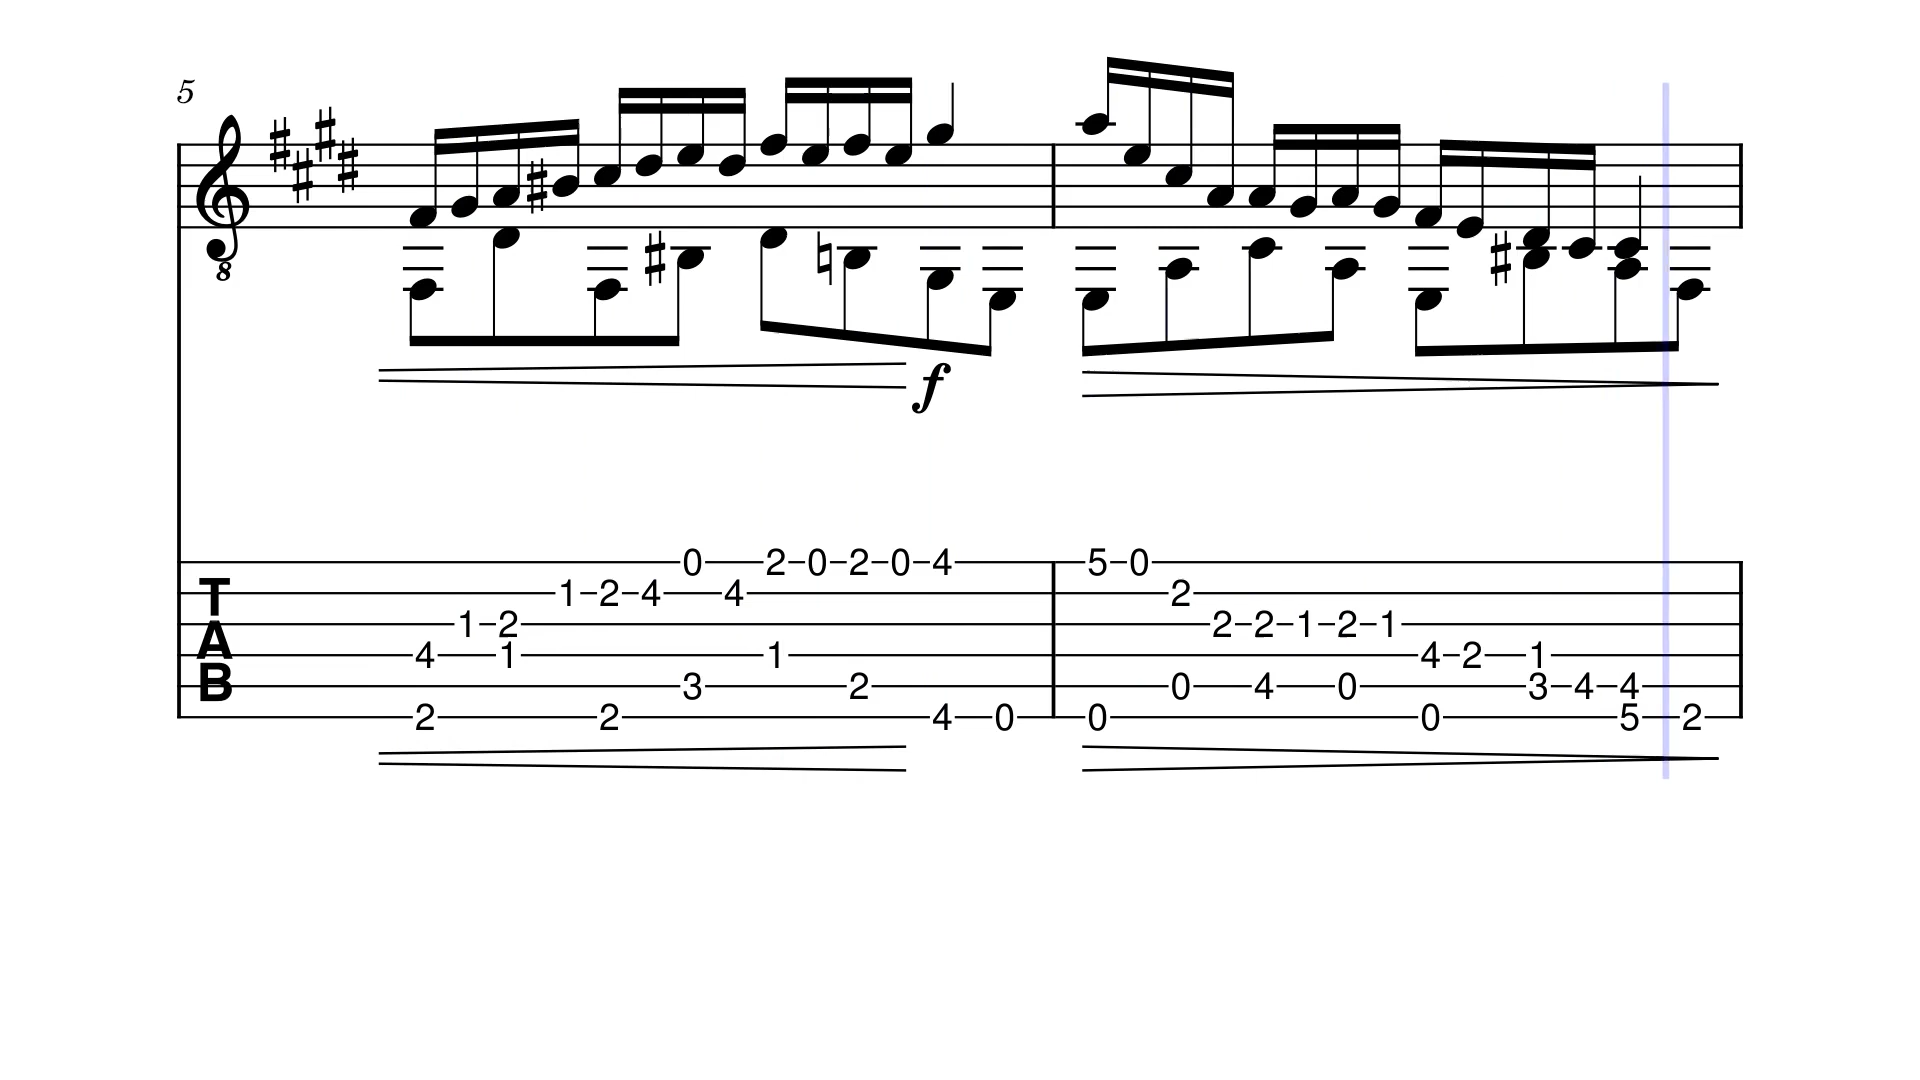 5
8
f
0 2 0 2 0 4 5 0
T 1 2 4 4 2
1 2 2 2 1 2 1
A 4 1 1 4 2 1
B 3 2 0 4 0 3 4 4
2 2 4 0 0 0 5 2